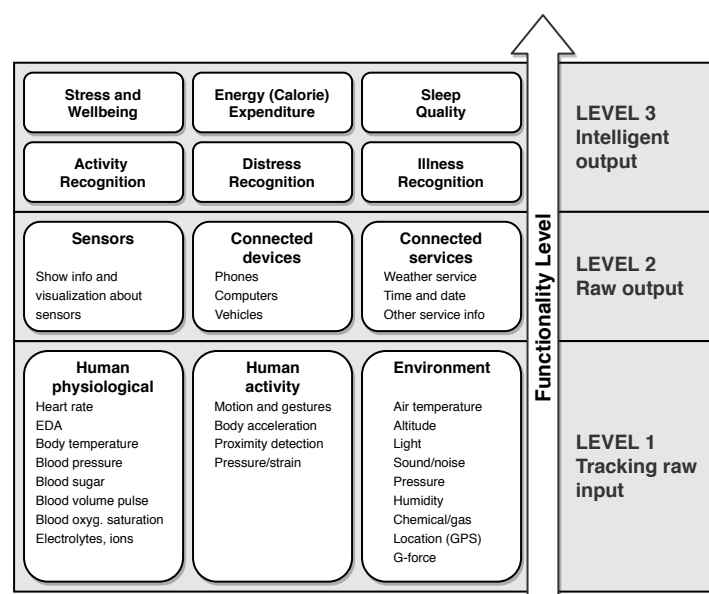 Stress and
Wellbeing
Energy (Calorie)
Expenditure
Sleep
Quality
Activity
Recognition
Distress
Recognition
Illness
Recognition
LEVEL 3
Intelligent
output
Sensors
Show info and
visualization about
sensors
Connected
devices
Phones
Computers
Vehicles
Connected
services
Weather service
Time and date
Other service info
LEVEL 2
Raw output
Human
physiological
Heart rate
EDA
Body temperature
Blood pressure
Blood sugar
Blood volume pulse
Blood oxyg. saturation
Electrolytes, ions
Human
activity
Motion and gestures
Body acceleration
Proximity detection
Pressure/strain
Environment
Air temperature
Altitude
Light
Sound/noise
Pressure
Humidity
Chemical/gas
Location (GPS)
G-force
LEVEL 1
Tracking raw
input
Functionality Level